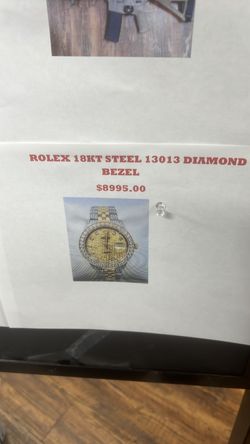 ROLEX 18KT STEEL 13013 DIAMOND
BEZEL
$8995.00